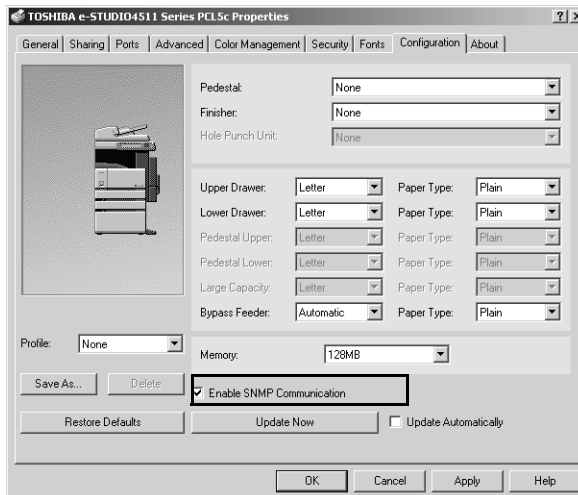 TOSHIBA e-STUDIO4511 Series PCL5c Properties
General Sharing Ports Advanced Color Management Security Fonts Configuration About
Pedestal: None
Finisher: None
Hole Punch Unit: None
Upper Drawer: Letter Paper Type: Plain
Lower Drawer: Letter Paper Type: Plain
Pedestal Upper: Letter Paper Type: Plain
Pedestal Lower: Letter Paper Type: Plain
Large Capacity: Letter Paper Type: Plain
Bypass Feeder: Automatic Paper Type: Plain
Profile: None
Memory: 128MB
Save As... Delete
Enable SNMP Communication
Restore Defaults Update Now Update Automatically
OK Cancel Apply Help